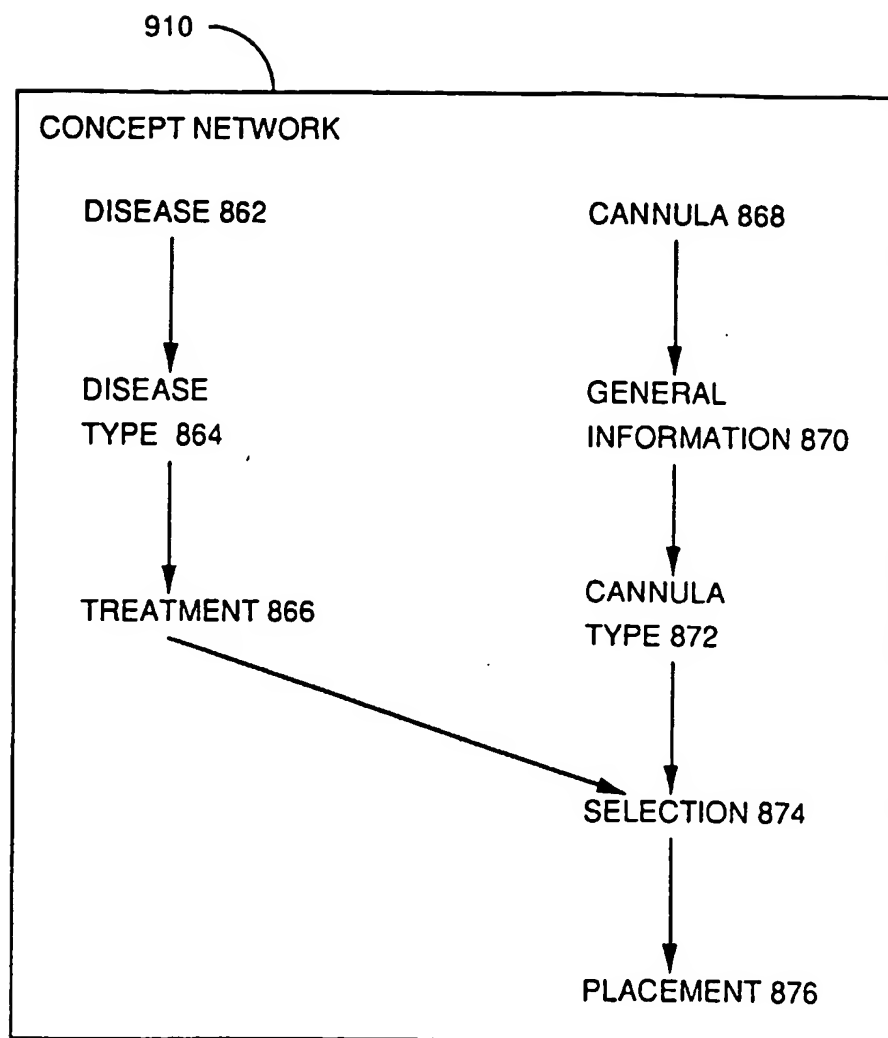 910
CONCEPT NETWORK
DISEASE 862
CANNULA 868
DISEASE
TYPE 864
GENERAL
INFORMATION 870
TREATMENT 866
CANNULA
TYPE 872
SELECTION 874
PLACEMENT 876